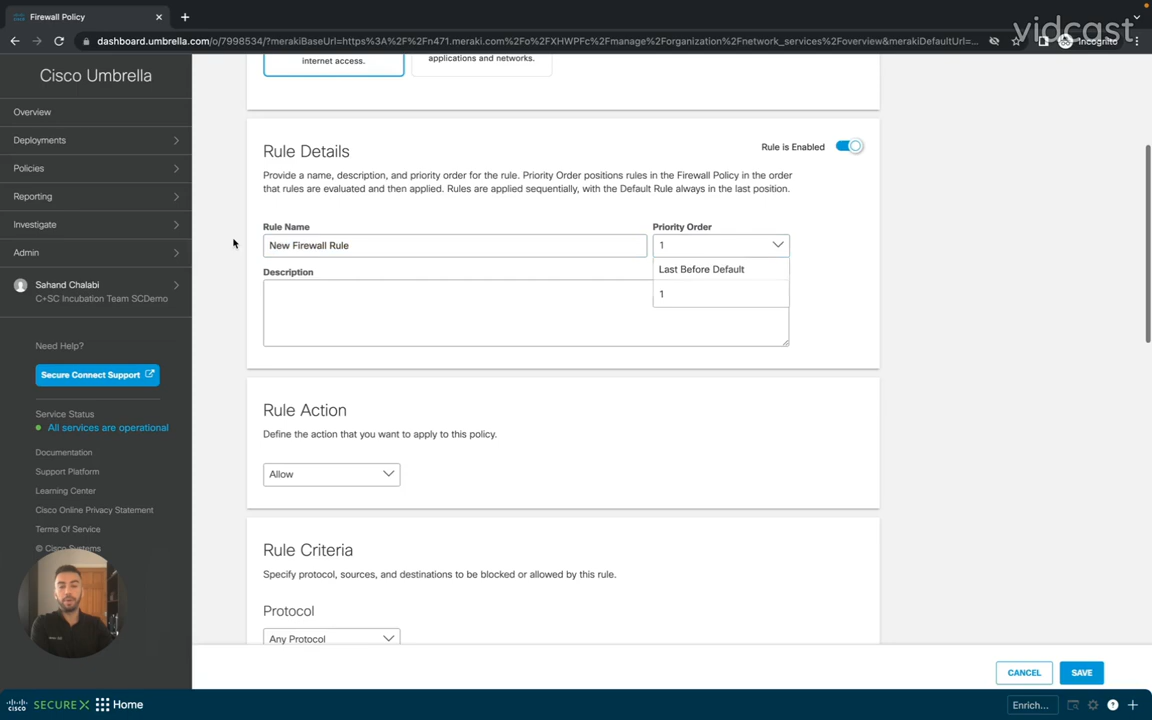 Firewall Policy
vidcast
dashboard.umbrella.com/o/7998534/?merakiBaseUrl=https%3A%2F%2Fn471.meraki.com%2Fo%2FXHWPFc%2Fmanage%2Forganization%2Fnetwork_services%2Foverview&merakiDefaultUrl=...
Incognito
Cisco Umbrella
Overview
Deployments
Policies
Reporting
Investigate
Admin
Sahand Chalabi
C+SC Incubation Team SCDemo
Need Help?
Secure Connect Support
Service Status
All services are operational
Documentation
Support Platform
Learning Center
Cisco Online Privacy Statement
Terms Of Service
© Cisco Systems
internet access.
applications and networks.
Rule Details
Rule is Enabled
Provide a name, description, and priority order for the rule. Priority Order positions rules in the Firewall Policy in the order
that rules are evaluated and then applied. Rules are applied sequentially, with the Default Rule always in the last position.
Rule Name
Priority Order
New Firewall Rule
1
Description
Last Before Default
1
Rule Action
Define the action that you want to apply to this policy.
Allow
Rule Criteria
Specify protocol, sources, and destinations to be blocked or allowed by this rule.
Protocol
Any Protocol
CANCEL
SAVE
cisco
SECUREX
Home
Enrich...